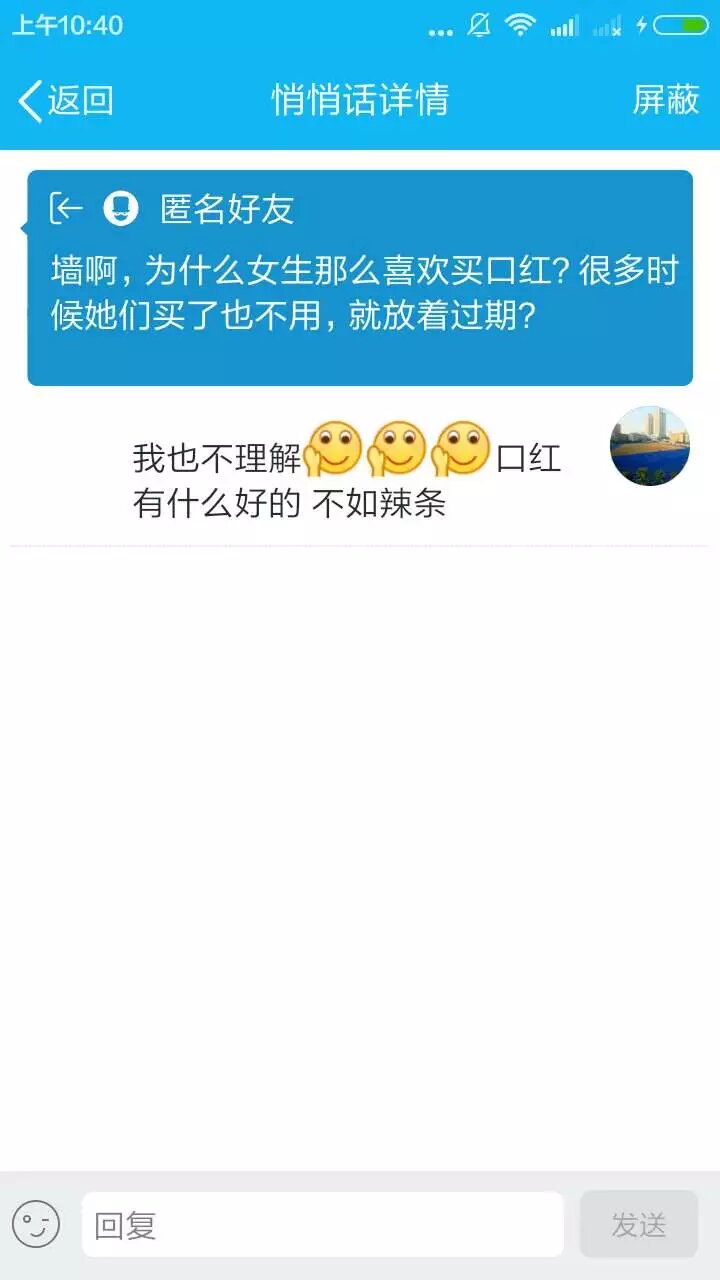 上午10:40
返回
悄悄话详情
屏蔽
匿名好友
墙啊，为什么女生那么喜欢买口红？很多时
候她们买了也不用，就放着过期？
我也不理解口红
有什么好的 不如辣条
回复
发送